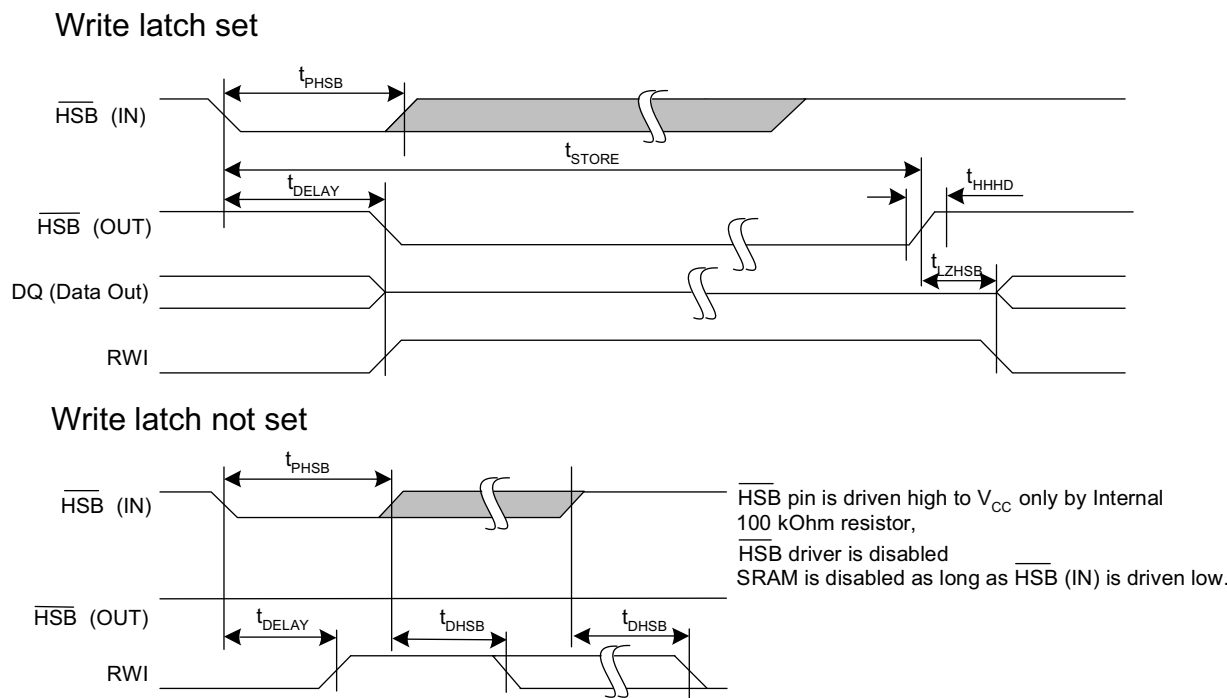 Write latch set
tPHSB
HSB (IN)
tSTORE
tDELAY
tHHHD
HSB (OUT)
tLZHSB
DQ (Data Out)
RWI
Write latch not set
tPHSB
HSB (IN)
HSB pin is driven high to VCC only by Internal
100 kOhm resistor,
HSB driver is disabled
SRAM is disabled as long as HSB (IN) is driven low.
HSB (OUT)
tDELAY
tDHSB
tDHSB
RWI